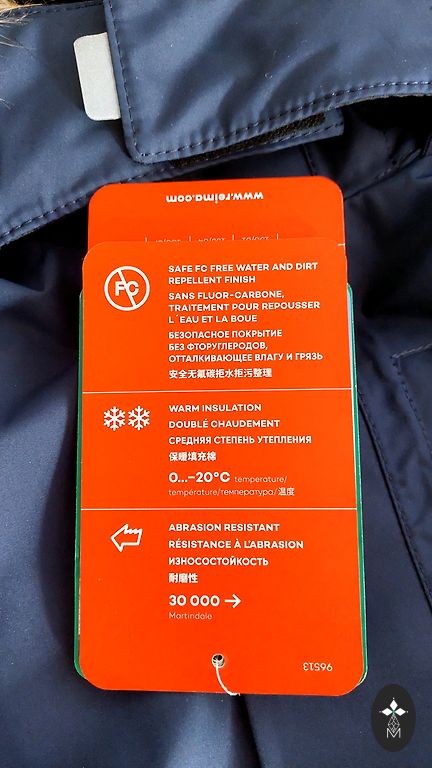 www.reima.com
FC
SAFE FC FREE WATER AND DIRT
REPELLENT FINISH
SANS FLUOR-CARBONE,
TRAITEMENT POUR REPOUSSER
L´EAU ET LA BOUE
БЕЗОПАСНОЕ ПОКРЫТИЕ
БЕЗ ФТОРУГЛЕРОДОВ,
ОТТАЛКИВАЮЩЕЕ ВЛАГУ И ГРЯЗЬ
安全无氟碳拒水拒污整理
WARM INSULATION
DOUBLÉ CHAUDEMENT
СРЕДНЯЯ СТЕПЕНЬ УТЕПЛЕНИЯ
保暖填充棉
0...-20°C temperature/
température/температура/温度
ABRASION RESISTANT
RÉSISTANCE À L'ABRASION
ИЗНОСОСТОЙКОСТЬ
耐磨性
30 000 →
Martindale
96513
M